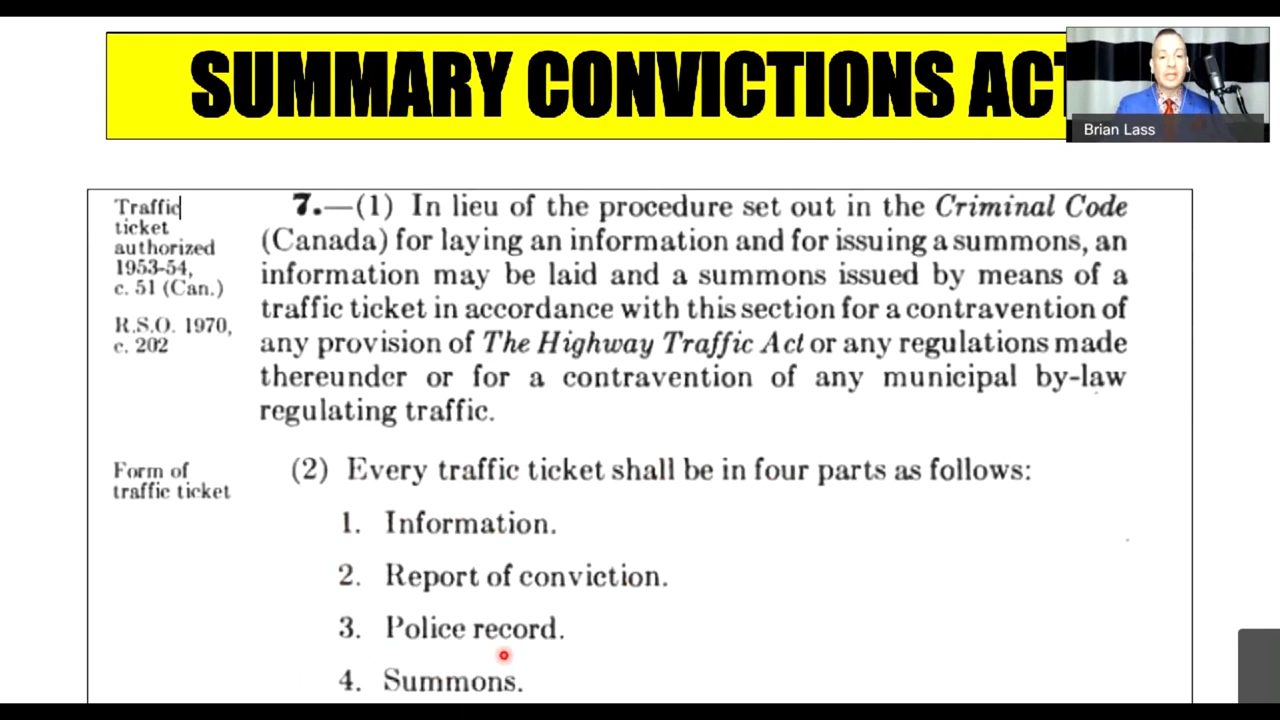 SUMMARY CONVICTIONS ACT
Brian Lass
Traffic
ticket
authorized
1953-54,
c. 51 (Can.)
R.S.O. 1970,
c. 202
7.—(1) In lieu of the procedure set out in the Criminal Code
(Canada) for laying an information and for issuing a summons, an
information may be laid and a summons issued by means of a
traffic ticket in accordance with this section for a contravention of
any provision of The Highway Traffic Act or any regulations made
thereunder or for a contravention of any municipal by-law
regulating traffic.
Form of
traffic ticket
(2) Every traffic ticket shall be in four parts as follows:
1. Information.
2. Report of conviction.
3. Police record.
4. Summons.